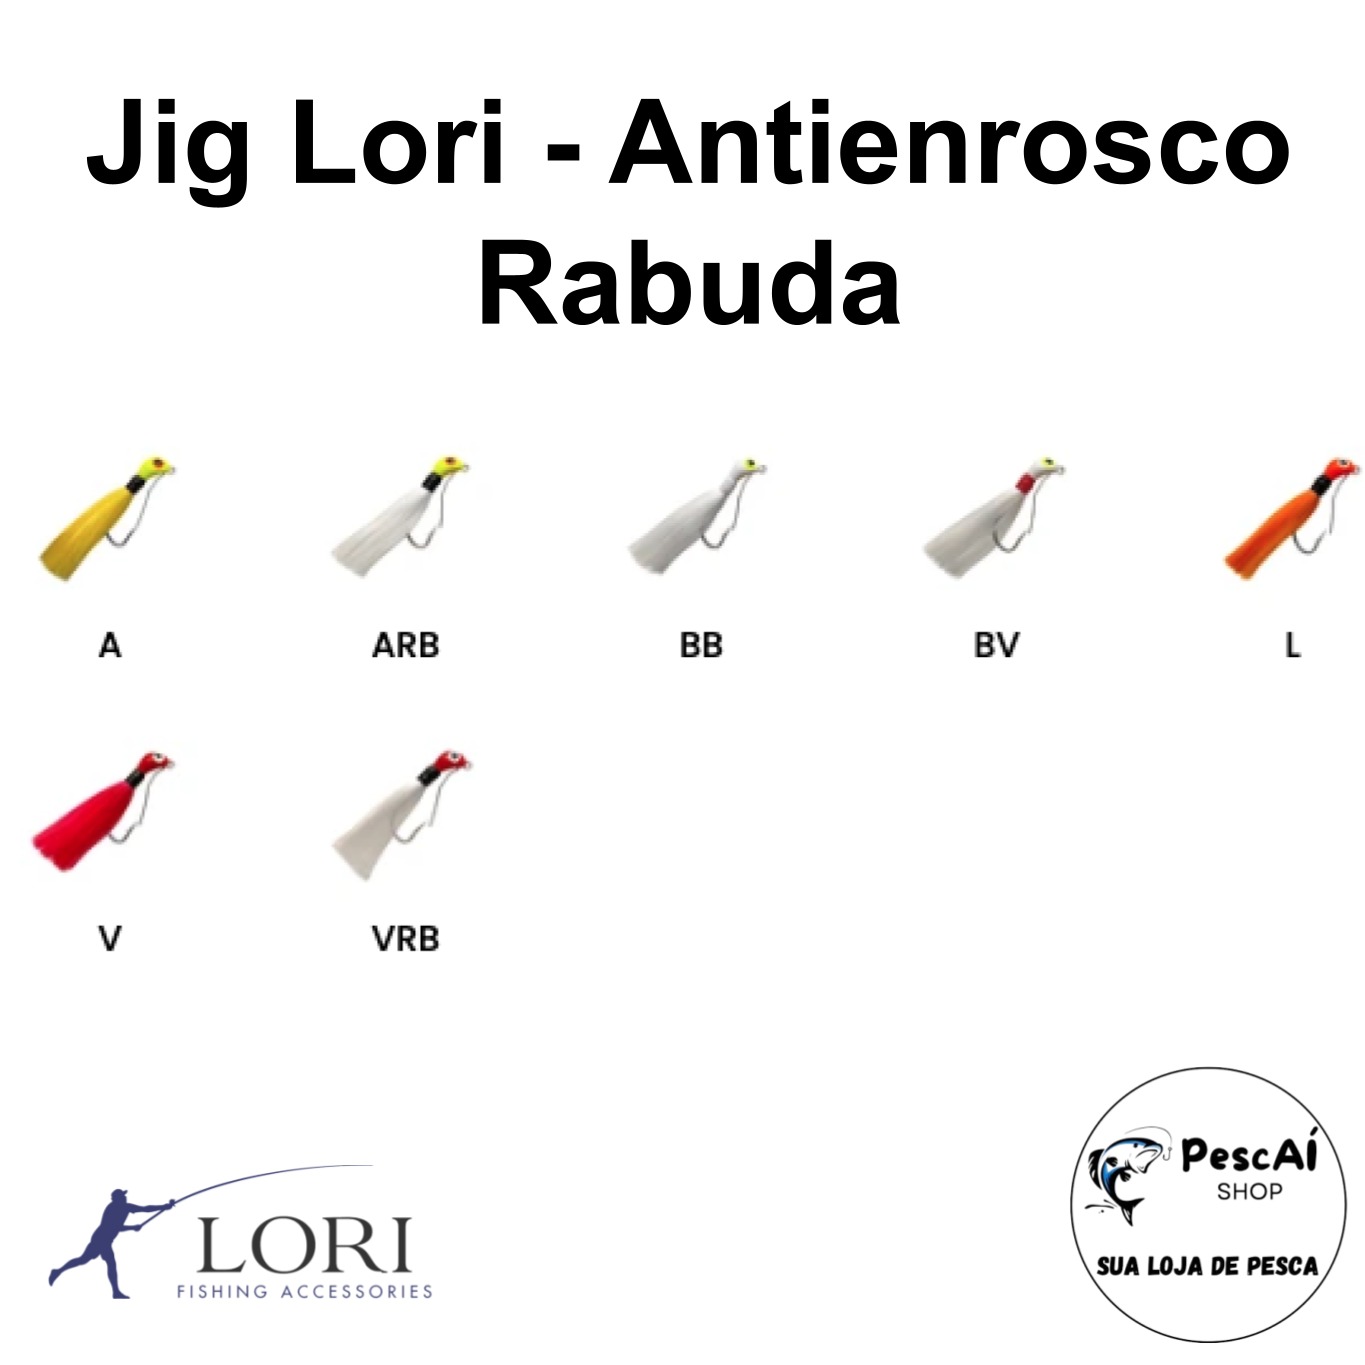 Jig Lori - Antienrosco
Rabuda
A
ARB
BB
BV
L
V
VRB
LORI
FISHING ACCESSORIES
PescAÍ
SHOP
SUA LOJA DE PESCA